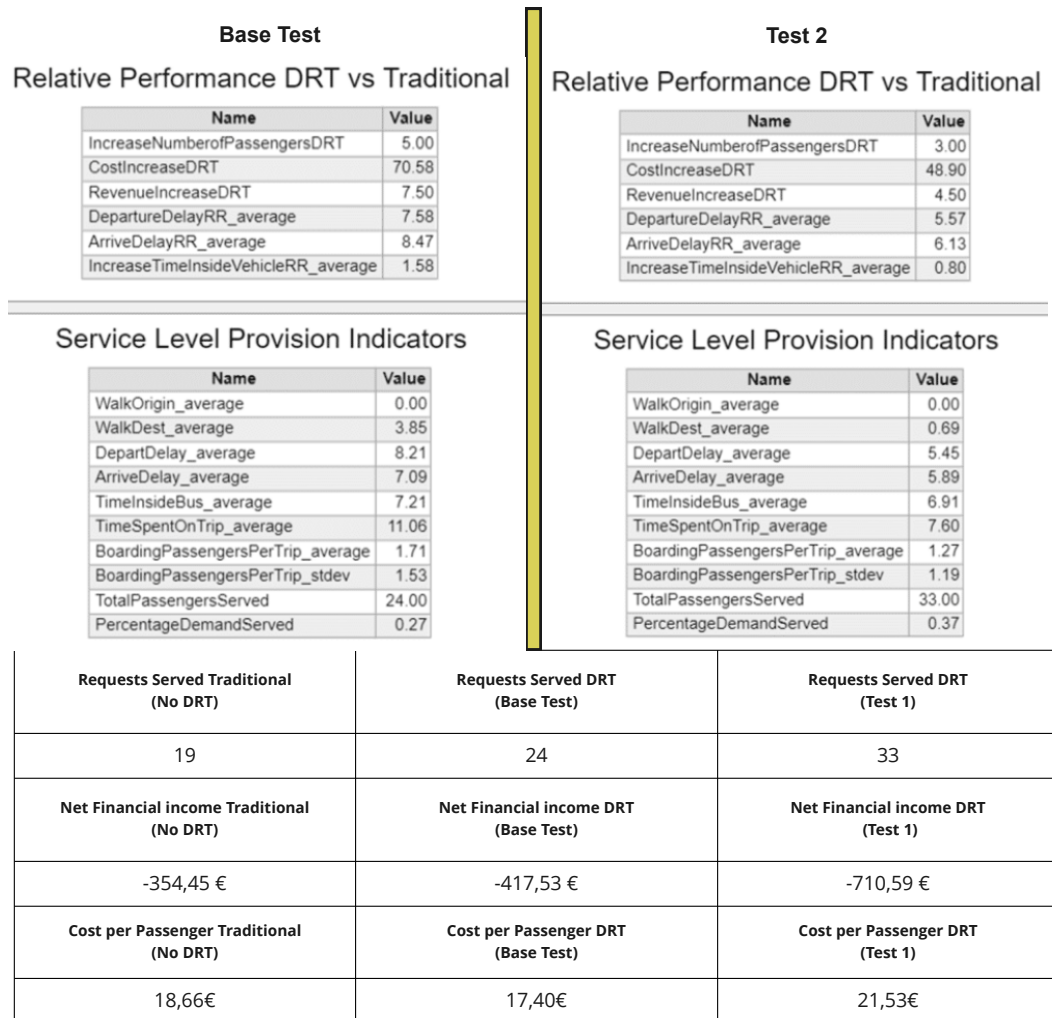 Base Test
Relative Performance DRT vs Traditional
Name Value
IncreaseNumberofPassengersDRT 5.00
CostIncreaseDRT 70.58
RevenueIncreaseDRT 7.50
DepartureDelayRR_average 7.58
ArriveDelayRR_average 8.47
IncreaseTimeInsideVehicleRR_average 1.58
Service Level Provision Indicators
Name Value
WalkOrigin_average 0.00
WalkDest_average 3.85
DepartDelay_average 8.21
ArriveDelay_average 7.09
TimeInsideBus_average 7.21
TimeSpentOnTrip_average 11.06
BoardingPassengersPerTrip_average 1.71
BoardingPassengersPerTrip_stdev 1.53
TotalPassengersServed 24.00
PercentageDemandServed 0.27
Test 2
Relative Performance DRT vs Traditional
Name Value
IncreaseNumberofPassengersDRT 3.00
CostIncreaseDRT 48.90
RevenueIncreaseDRT 4.50
DepartureDelayRR_average 5.57
ArriveDelayRR_average 6.13
IncreaseTimeInsideVehicleRR_average 0.80
Service Level Provision Indicators
Name Value
WalkOrigin_average 0.00
WalkDest_average 0.69
DepartDelay_average 5.45
ArriveDelay_average 5.89
TimeInsideBus_average 6.91
TimeSpentOnTrip_average 7.60
BoardingPassengersPerTrip_average 1.27
BoardingPassengersPerTrip_stdev 1.19
TotalPassengersServed 33.00
PercentageDemandServed 0.37
Requests Served Traditional
(No DRT)
Requests Served DRT
(Base Test)
Requests Served DRT
(Test 1)
19 24 33
Net Financial income Traditional
(No DRT)
Net Financial income DRT
(Base Test)
Net Financial income DRT
(Test 1)
-354,45 € -417,53 € -710,59 €
Cost per Passenger Traditional
(No DRT)
Cost per Passenger DRT
(Base Test)
Cost per Passenger DRT
(Test 1)
18,66€ 17,40€ 21,53€